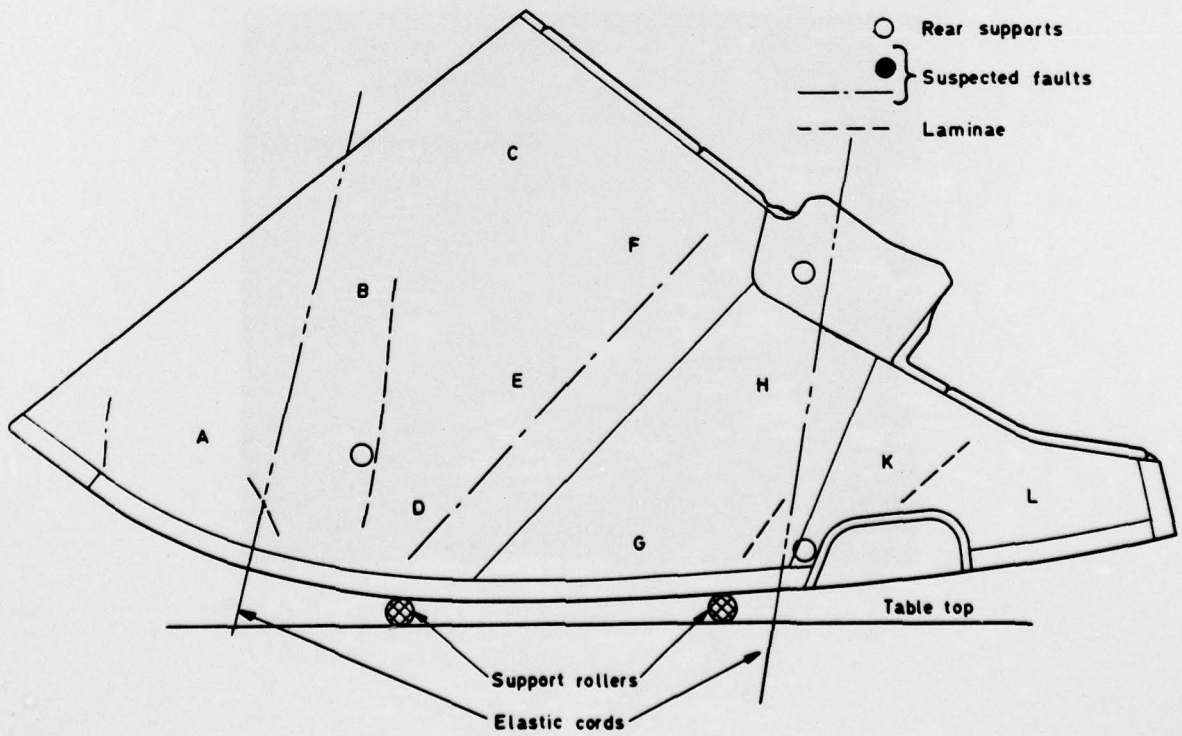 Rear supports
Suspected faults
Laminae
C
F
B
E
H
A
K
D
L
G
Table top
Support rollers
Elastic cords